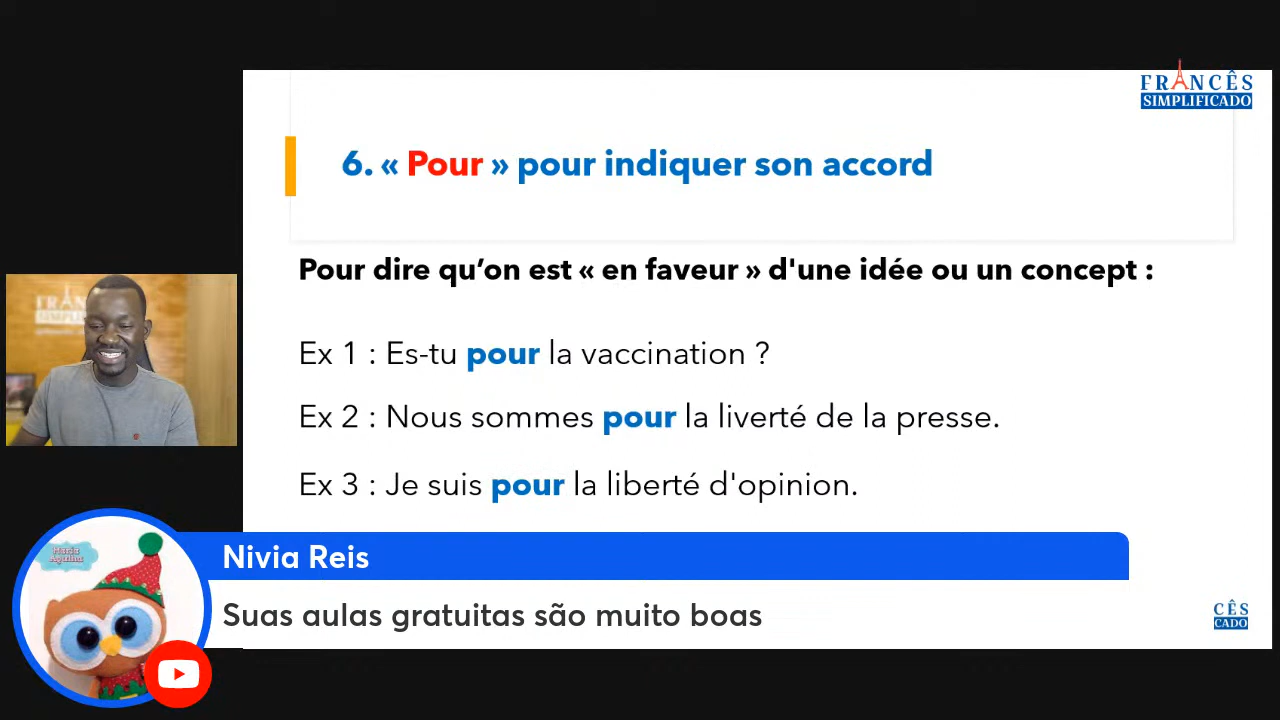 FRANCÊS
SIMPLIFICADO
6. « Pour » pour indiquer son accord
Pour dire qu’on est « en faveur » d'une idée ou un concept :
Ex 1 : Es-tu pour la vaccination ?
Ex 2 : Nous sommes pour la liverté de la presse.
Ex 3 : Je suis pour la liberté d'opinion.
Nivia Reis
Suas aulas gratuitas são muito boas
CÊS
CADO